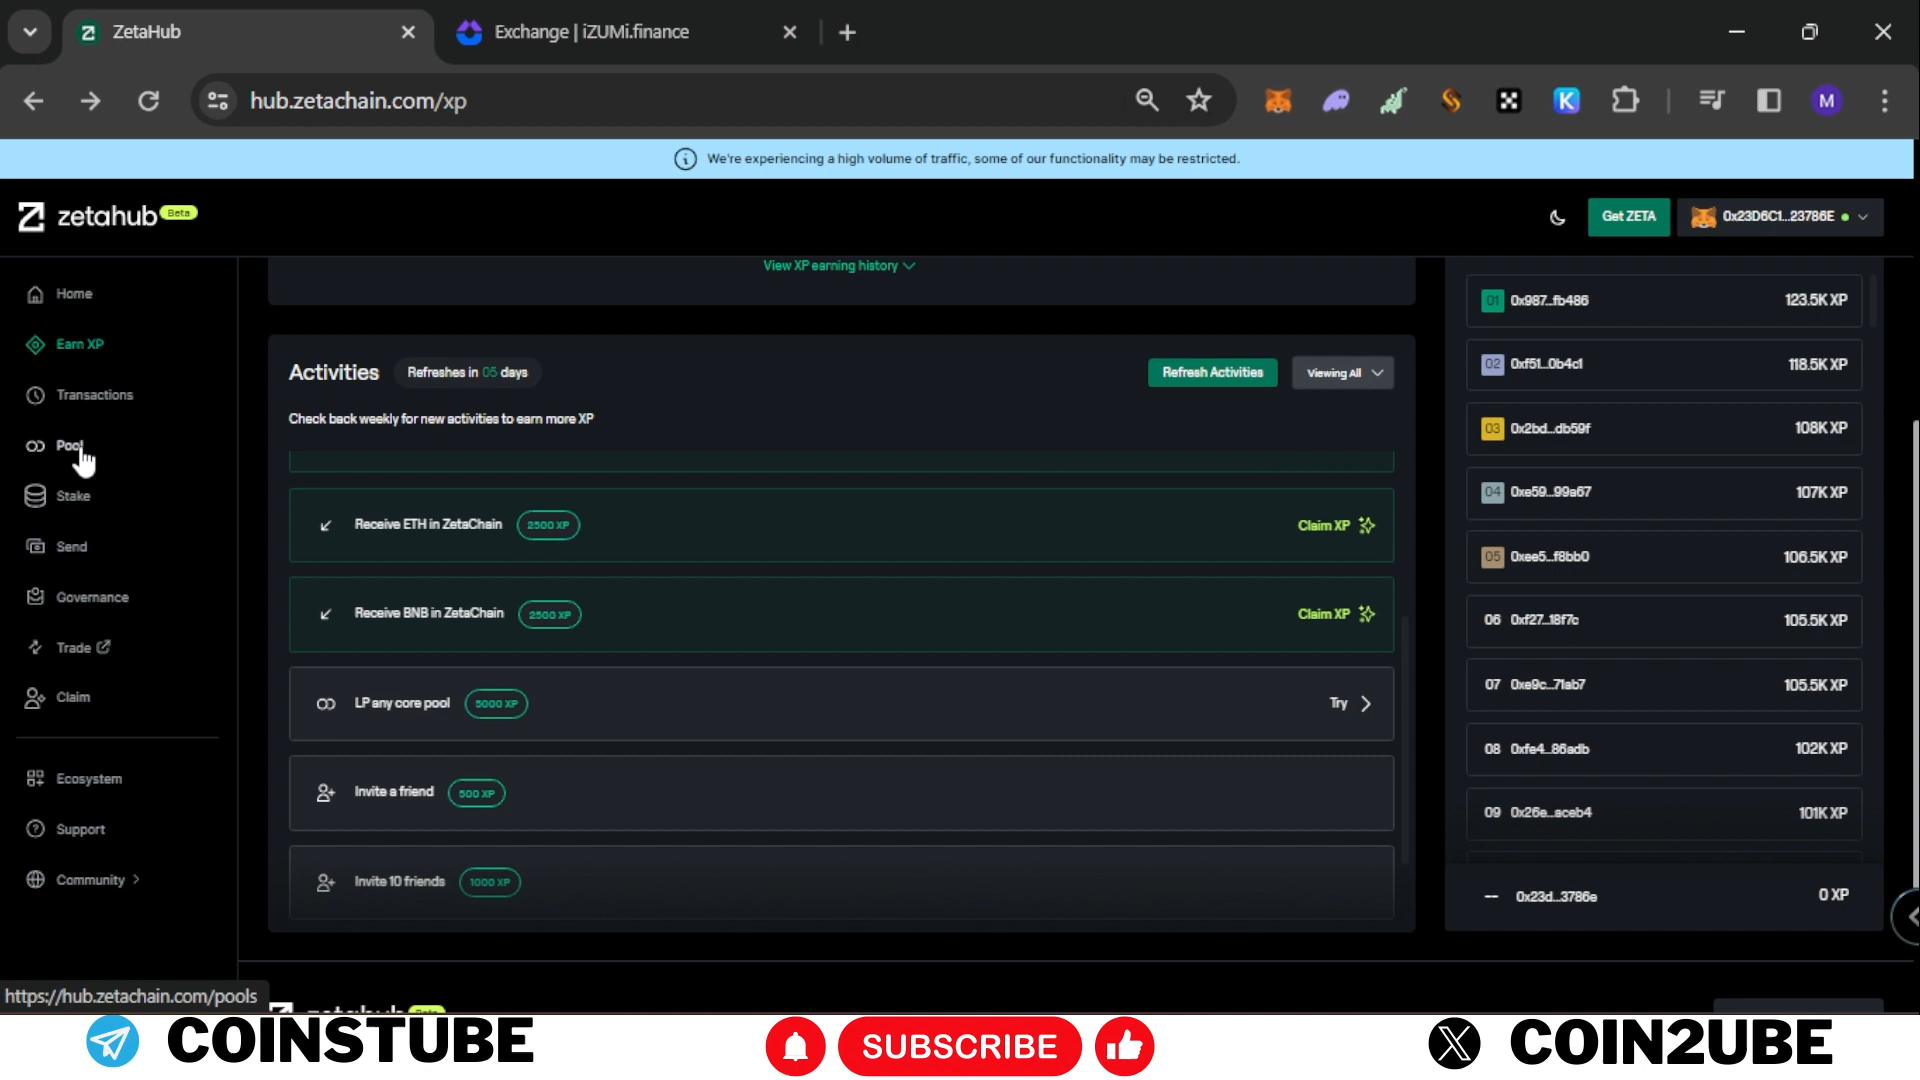 ZetaHub
Exchange | iZUMi.finance
hub.zetachain.com/xp
M
We're experiencing a high volume of traffic, some of our functionality may be restricted.
zetahub Beta
Get ZETA
0x23D6C1...23786E
Home
Earn XP
Transactions
Pool
Stake
Send
Governance
Trade
Claim
Ecosystem
Support
Community
View XP earning history
Activities
Refreshes in 05 days
Refresh Activities
Viewing All
Check back weekly for new activities to earn more XP
Receive ETH in ZetaChain 2500 XP Claim XP
Receive BNB in ZetaChain 2500 XP Claim XP
LP any core pool 5000 XP Try
Invite a friend 500 XP
Invite 10 friends 1000 XP
01 0x987...fb486 123.5K XP
02 0xf51...0b4c1 118.5K XP
03 0x2bd...db59f 108K XP
04 0xe59...99a67 107K XP
05 0xee5...f8bb0 106.5K XP
06 0xf27...18f7c 105.5K XP
07 0xe9c...71ab7 105.5K XP
08 0xfe4...86adb 102K XP
09 0x26e...aceb4 101K XP
-- 0x23d...3786e 0 XP
https://hub.zetachain.com/pools
COINSTUBE
SUBSCRIBE
COIN2UBE